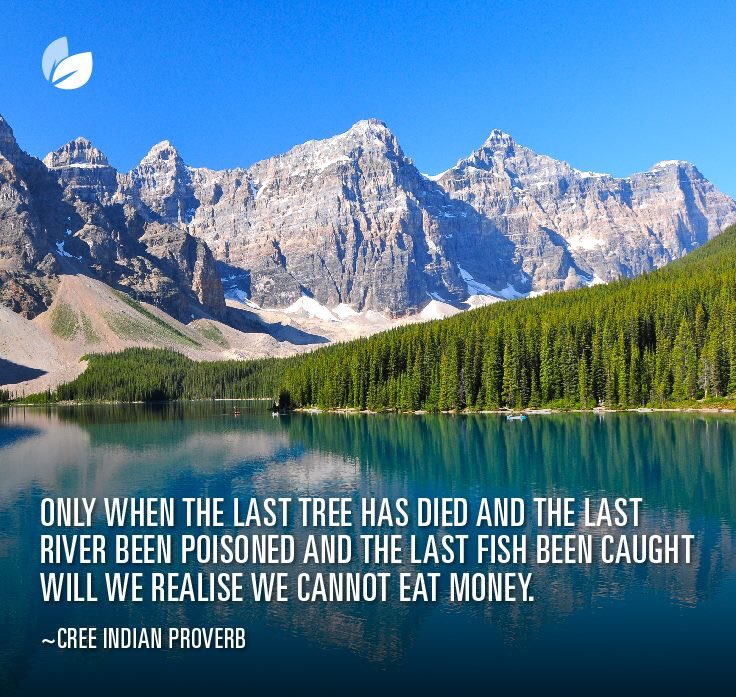 ONLY WHEN THE LAST TREE HAS DIED AND THE LAST
RIVER BEEN POISONED AND THE LAST FISH BEEN CAUGHT
WILL WE REALISE WE CANNOT EAT MONEY.
~CREE INDIAN PROVERB